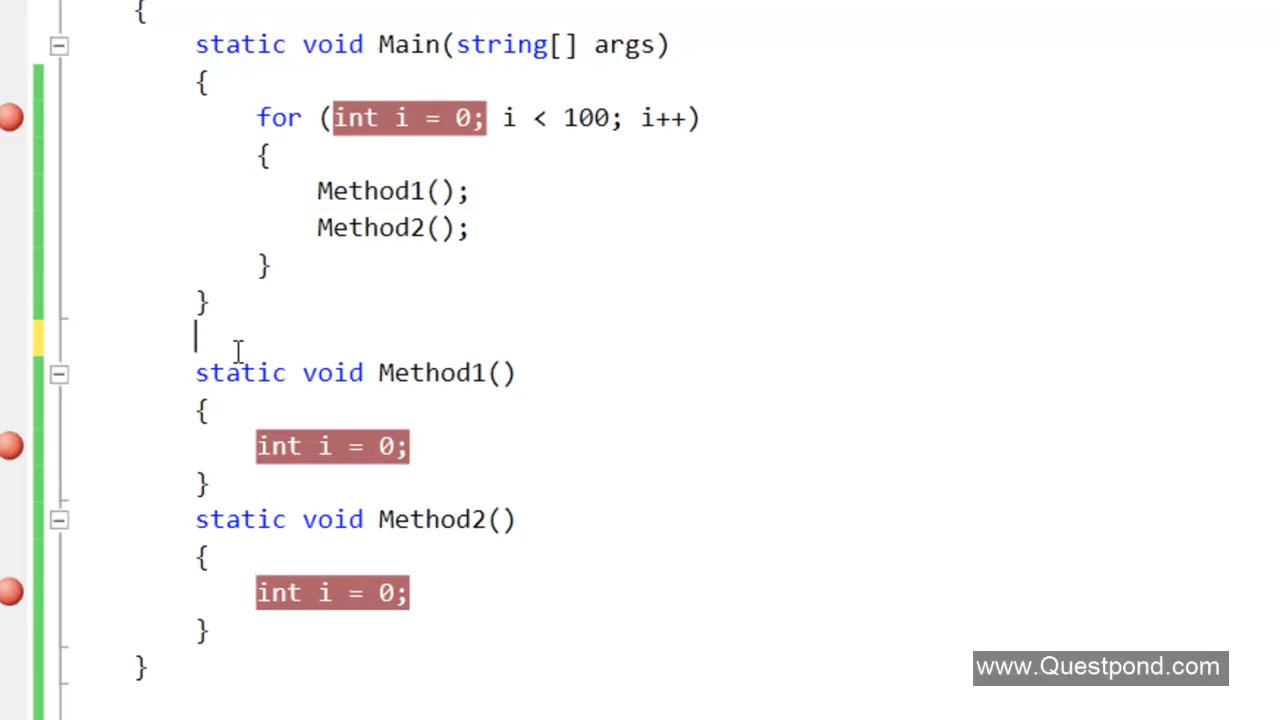 {
static void Main(string[] args)
{
for (int i = 0; i < 100; i++)
{
Method1();
Method2();
}
}
static void Method1()
{
int i = 0;
}
static void Method2()
{
int i = 0;
}
}
www.Questpond.com